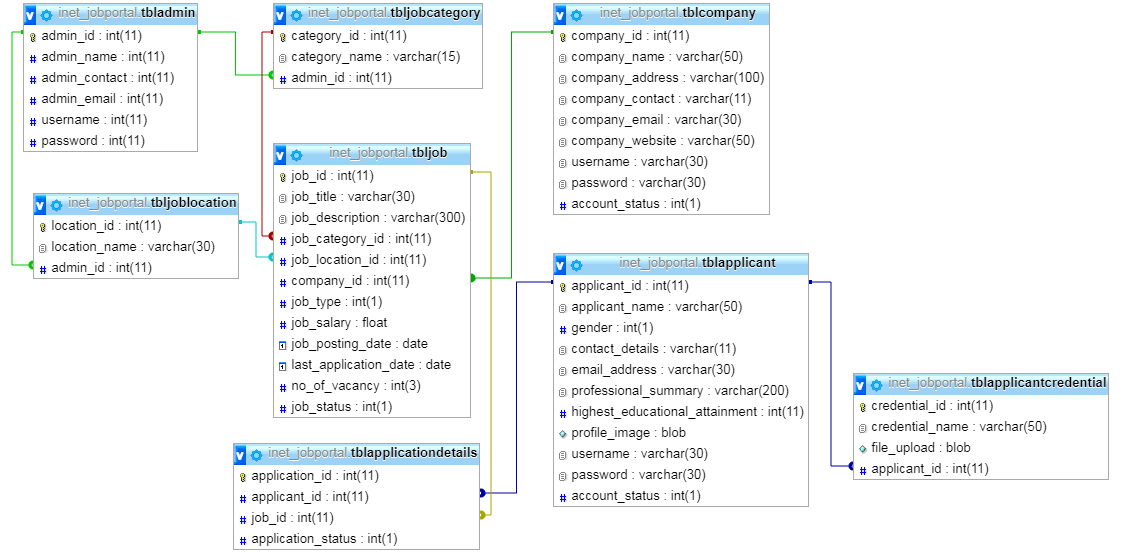 inet_jobportal.tbladmin
admin_id : int(11)
admin_name : int(11)
admin_contact : int(11)
admin_email : int(11)
username : int(11)
password : int(11)
inet_jobportal.tbljobcategory
category_id : int(11)
category_name : varchar(15)
admin_id : int(11)
inet_jobportal.tblcompany
company_id : int(11)
company_name : varchar(50)
company_address : varchar(100)
company_contact : varchar(11)
company_email : varchar(30)
company_website : varchar(50)
username : varchar(30)
password : varchar(30)
account_status : int(1)
inet_jobportal.tbljoblocation
location_id : int(11)
location_name : varchar(30)
admin_id : int(11)
inet_jobportal.tbljob
job_id : int(11)
job_title : varchar(30)
job_description : varchar(300)
job_category_id : int(11)
job_location_id : int(11)
company_id : int(11)
job_type : int(1)
job_salary : float
job_posting_date : date
last_application_date : date
no_of_vacancy : int(3)
job_status : int(1)
inet_jobportal.tblapplicant
applicant_id : int(11)
applicant_name : varchar(50)
gender : int(1)
contact_details : varchar(11)
email_address : varchar(30)
professional_summary : varchar(200)
highest_educational_attainment : int(11)
profile_image : blob
username : varchar(30)
password : varchar(30)
account_status : int(1)
inet_jobportal.tblapplicantcredential
credential_id : int(11)
credential_name : varchar(50)
file_upload : blob
applicant_id : int(11)
inet_jobportal.tblapplicationdetails
application_id : int(11)
applicant_id : int(11)
job_id : int(11)
application_status : int(1)